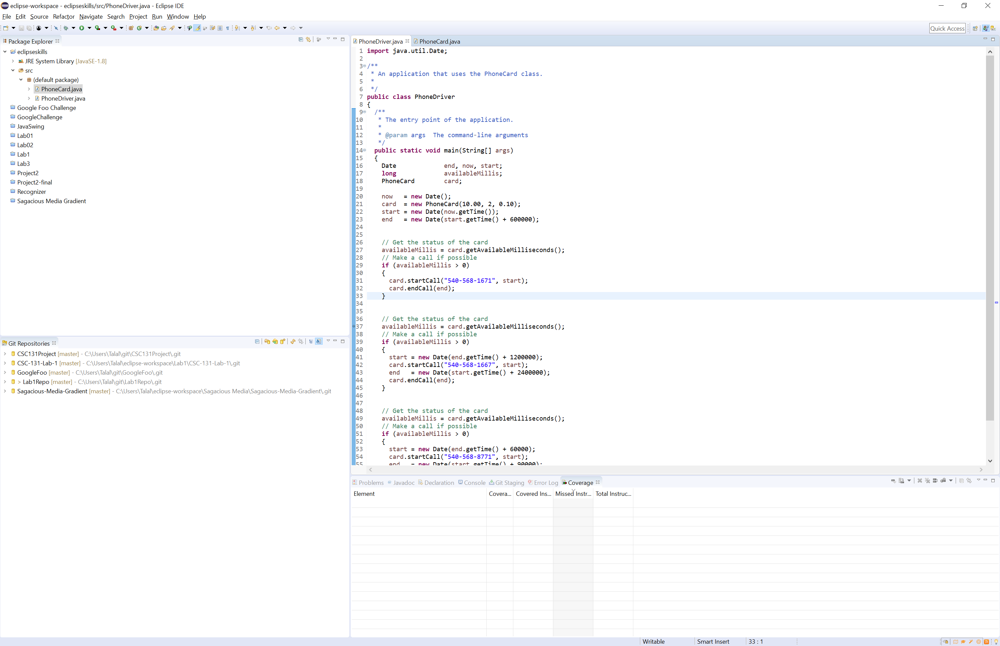 eclipse-workspace - eclipseskills/src/PhoneDriver.java - Eclipse IDE
File Edit Source Refactor Navigate Search Project Run Window Help
Quick Access
Package Explorer
eclipseskills
JRE System Library [JavaSE-1.8]
src
(default package)
PhoneCard.java
PhoneDriver.java
Google Foo Challenge
GoogleChallenge
JavaSwing
Lab01
Lab02
Lab1
Lab3
Project2
Project2-final
Recognizer
Sagacious Media Gradient
Git Repositories
CSC131Project [master] - C:\Users\Talal\git\CSC131Project\.git
CSC-131-Lab-1 [master] - C:\Users\Talal\eclipse-workspace\Lab1\CSC-131-Lab-1\.git
GoogleFoo [master] - C:\Users\Talal\git\GoogleFoo\.git
> Lab1Repo [master] - C:\Users\Talal\git\Lab1Repo\.git
Sagacious-Media-Gradient [master] - C:\Users\Talal\eclipse-workspace\Sagacious Media\Sagacious-Media-Gradient\.git
PhoneDriver.java PhoneCard.java
1 import java.util.Date;
2
3 /**
4 * An application that uses the PhoneCard class.
5 *
6 */
7 public class PhoneDriver
8 {
9 /**
10 * The entry point of the application.
11 *
12 * @param args The command-line arguments
13 */
14 public static void main(String[] args)
15 {
16 Date end, now, start;
17 long availableMillis;
18 PhoneCard card;
19
20 now = new Date();
21 card = new PhoneCard(10.00, 2, 0.10);
22 start = new Date(now.getTime());
23 end = new Date(start.getTime() + 600000);
24
25
26 // Get the status of the card
27 availableMillis = card.getAvailableMilliseconds();
28 // Make a call if possible
29 if (availableMillis > 0)
30 {
31 card.startCall("540-568-1671", start);
32 card.endCall(end);
33 }
34
35
36 // Get the status of the card
37 availableMillis = card.getAvailableMilliseconds();
38 // Make a call if possible
39 if (availableMillis > 0)
40 {
41 start = new Date(end.getTime() + 1200000);
42 card.startCall("540-568-1667", start);
43 end = new Date(start.getTime() + 2400000);
44 card.endCall(end);
45 }
46
47
48 // Get the status of the card
49 availableMillis = card.getAvailableMilliseconds();
50 // Make a call if possible
51 if (availableMillis > 0)
52 {
53 start = new Date(end.getTime() + 60000);
54 card.startCall("540-568-8771", start);
55 end = new Date(start.getTime() + 90000);
Problems Javadoc Declaration Console Git Staging Error Log Coverage
Element Covera... Covered Ins... Missed Instr... Total Instruc...
Writable Smart Insert 33 : 1